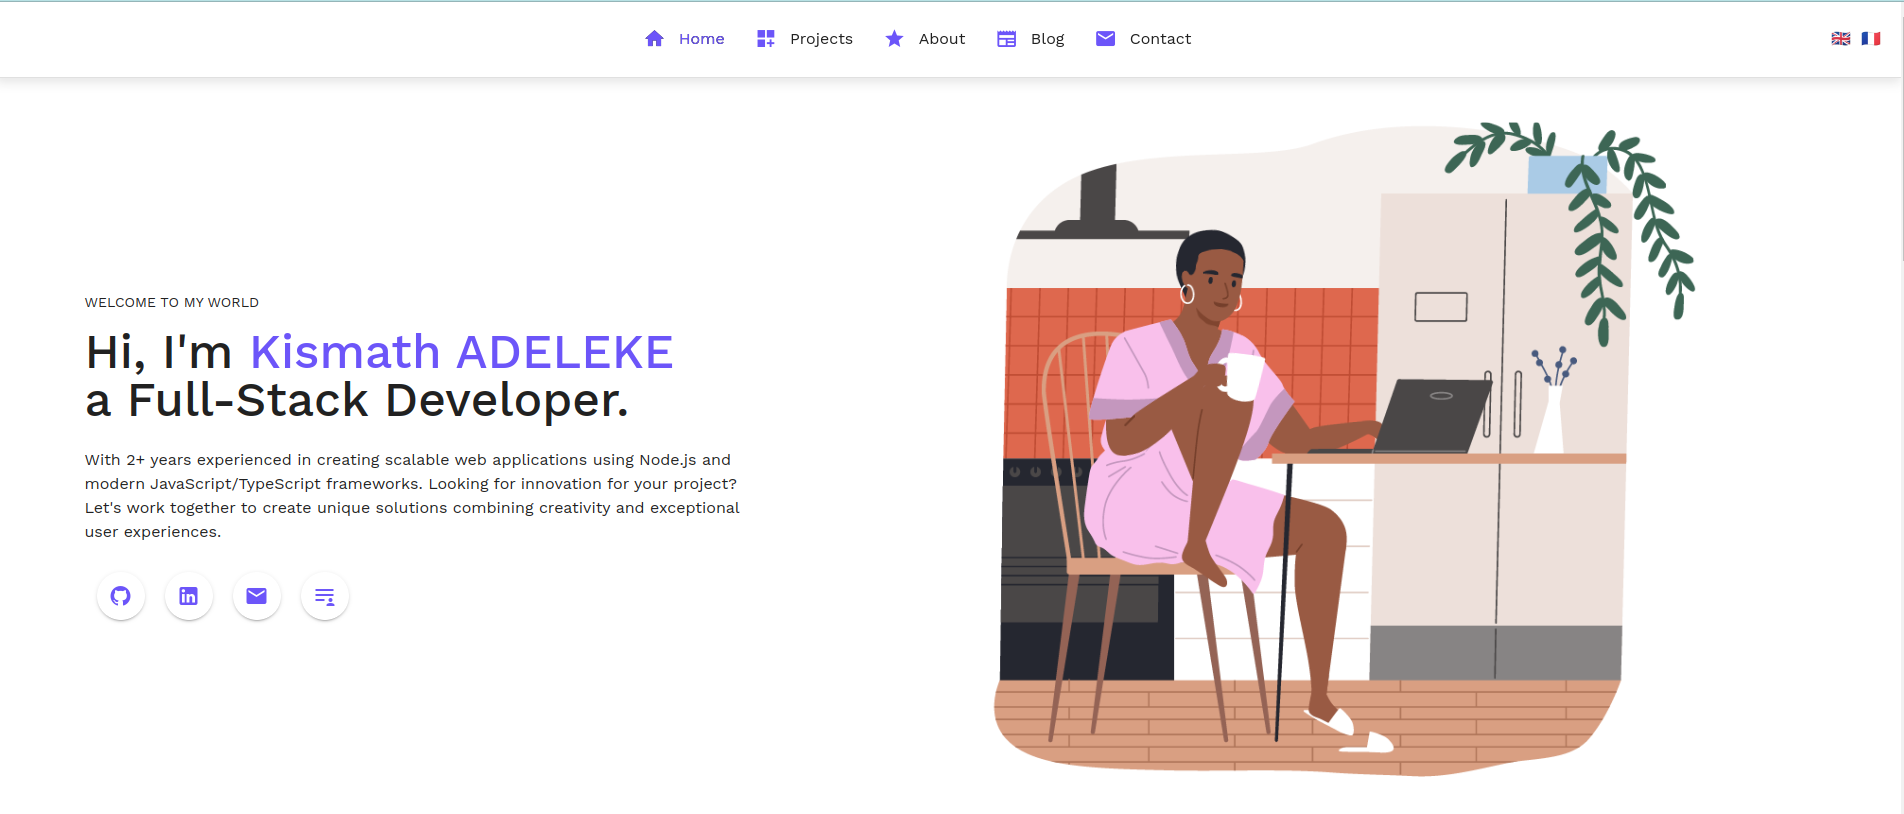 Home
Projects
About
Blog
Contact
WELCOME TO MY WORLD
Hi, I'm Kismath ADELEKE
a Full-Stack Developer.
With 2+ years experienced in creating scalable web applications using Node.js and
modern JavaScript/TypeScript frameworks. Looking for innovation for your project?
Let's work together to create unique solutions combining creativity and exceptional
user experiences.